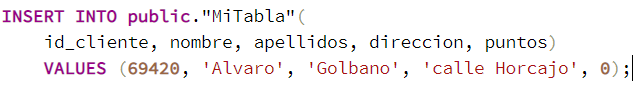 INSERT INTO public."MiTabla"(
id_cliente, nombre, apellidos, direccion, puntos)
VALUES (69420, 'Alvaro', 'Golbano', 'calle Horcajo', 0);